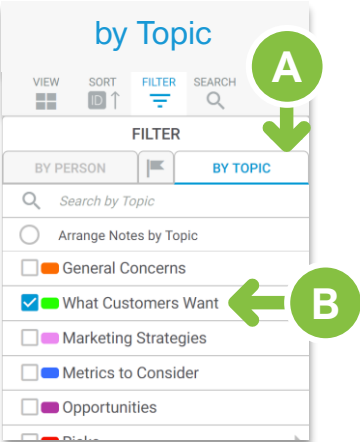 by Topic
A
VIEW SORT FILTER SEARCH
ID
FILTER
BY PERSON BY TOPIC
Search by Topic
Arrange Notes by Topic
General Concerns
What Customers Want
B
Marketing Strategies
Metrics to Consider
Opportunities